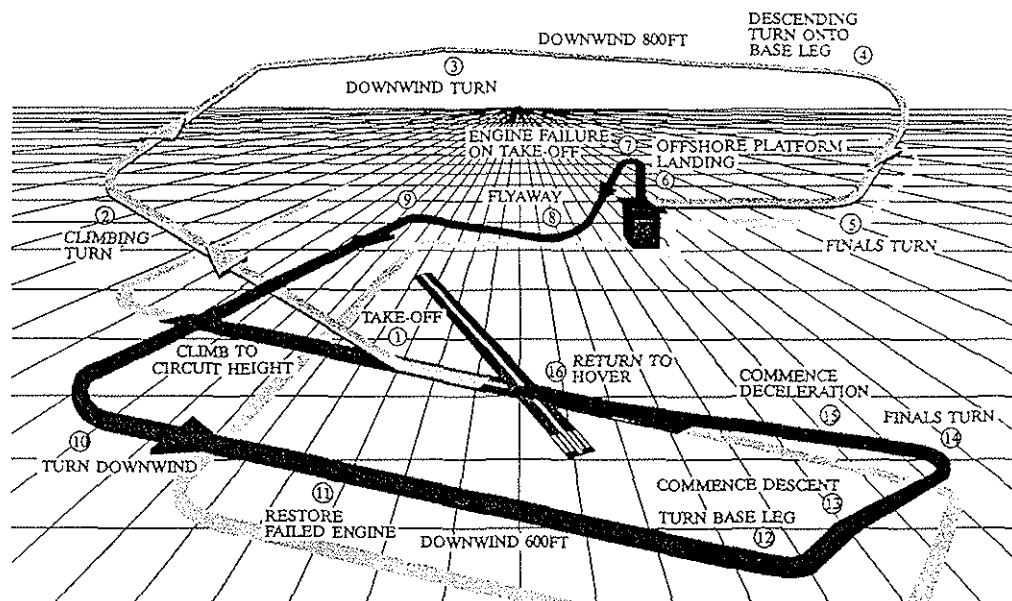 DOWNWIND 800FT
DESCENDING
TURN ONTO
BASE LEG
4
3
DOWNWIND TURN
ENGINE FAILURE
ON TAKE-OFF
7
OFFSHORE PLATFORM
LANDING
6
2
CLIMBING
TURN
9
FLYAWAY
8
5
FINALS TURN
TAKE-OFF
1
CLIMB TO
CIRCUIT HEIGHT
16
RETURN TO
HOVER
COMMENCE
DECELERATION
15
FINALS TURN
14
10
TURN DOWNWIND
11
RESTORE
FAILED ENGINE
DOWNWIND 600FT
COMMENCE DESCENT
13
TURN BASE LEG
12